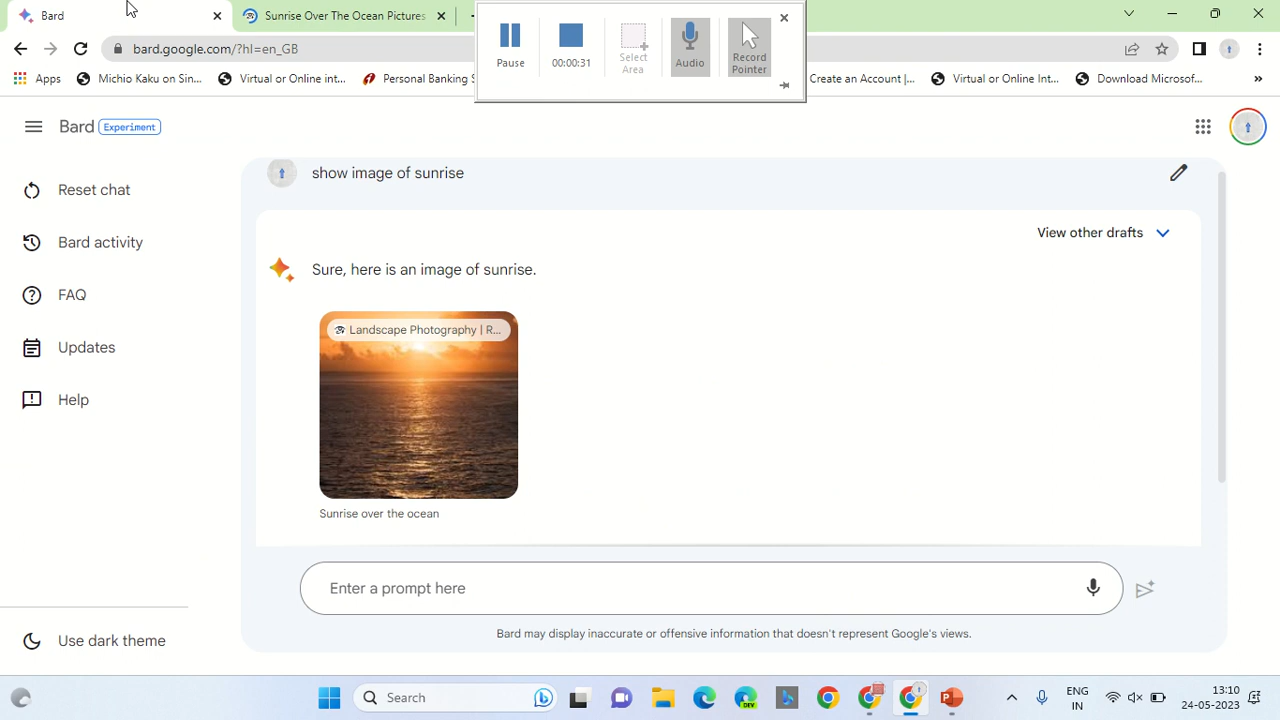 Bard
Sunrise Over The Ocean Pictures
bard.google.com/?hl=en_GB
Pause
00:00:31
Select
Area
Audio
Record
Pointer
Apps
Michio Kaku on Sin...
Virtual or Online int...
Personal Banking S
Create an Account |...
Virtual or Online Int...
Download Microsof...
»
Bard Experiment
show image of sunrise
Reset chat
View other drafts
Bard activity
Sure, here is an image of sunrise.
FAQ
Landscape Photography | R...
Updates
Help
Sunrise over the ocean
Enter a prompt here
Bard may display inaccurate or offensive information that doesn't represent Google's views.
Use dark theme
Search
DEV
ENG
IN
13:10
24-05-2023